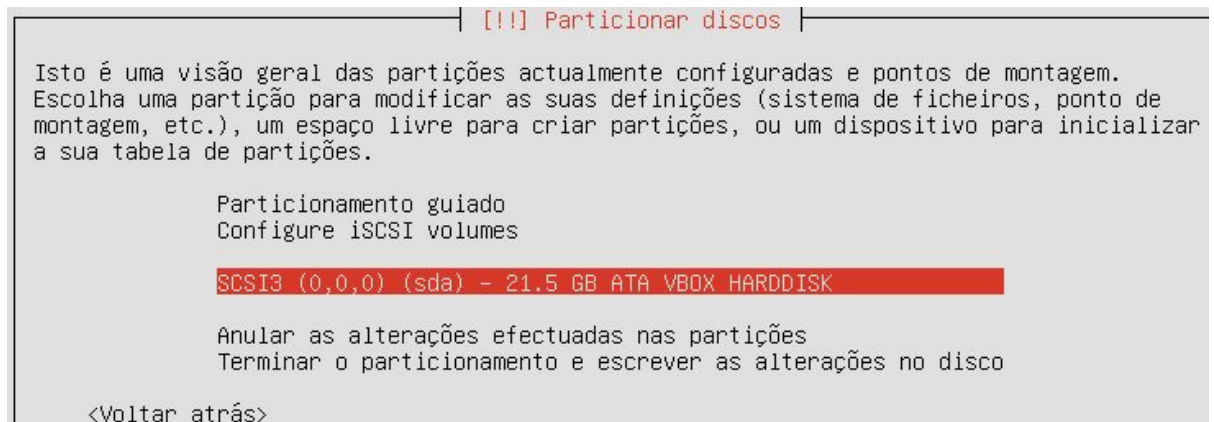 [!!] Particionar discos
Isto é uma visão geral das partições actualmente configuradas e pontos de montagem.
Escolha uma partição para modificar as suas definições (sistema de ficheiros, ponto de
montagem, etc.), um espaço livre para criar partições, ou um dispositivo para inicializar
a sua tabela de partições.
Particionamento guiado
Configure iSCSI volumes
SCSI3 (0,0,0) (sda) - 21.5 GB ATA VBOX HARDDISK
Anular as alterações efectuadas nas partições
Terminar o particionamento e escrever as alterações no disco
<Voltar atrás>